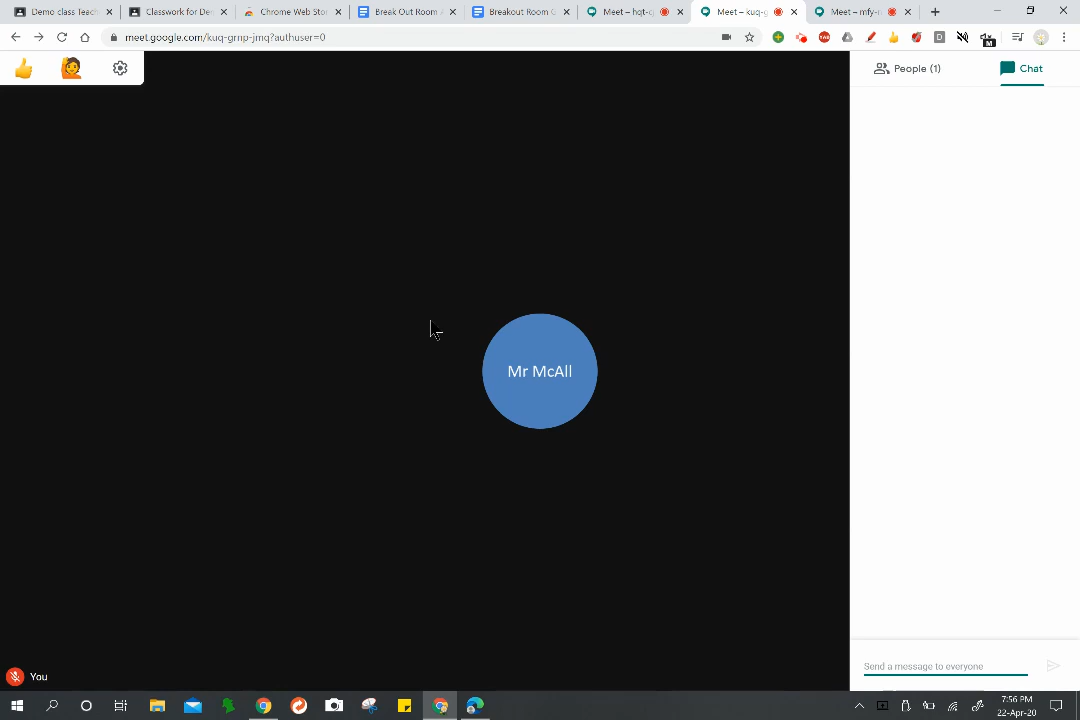 Demo class Teach
Classwork for De
Chrome Web Stor
Break Out Room A
Breakout Room G
Meet – hqt-q
Meet – kuq-g
Meet – mfy-r
meet.google.com/kuq-grnp-jmq?authuser=0
People (1)
Chat
Mr McAll
You
Send a message to everyone
7:56 PM
22-Apr-20